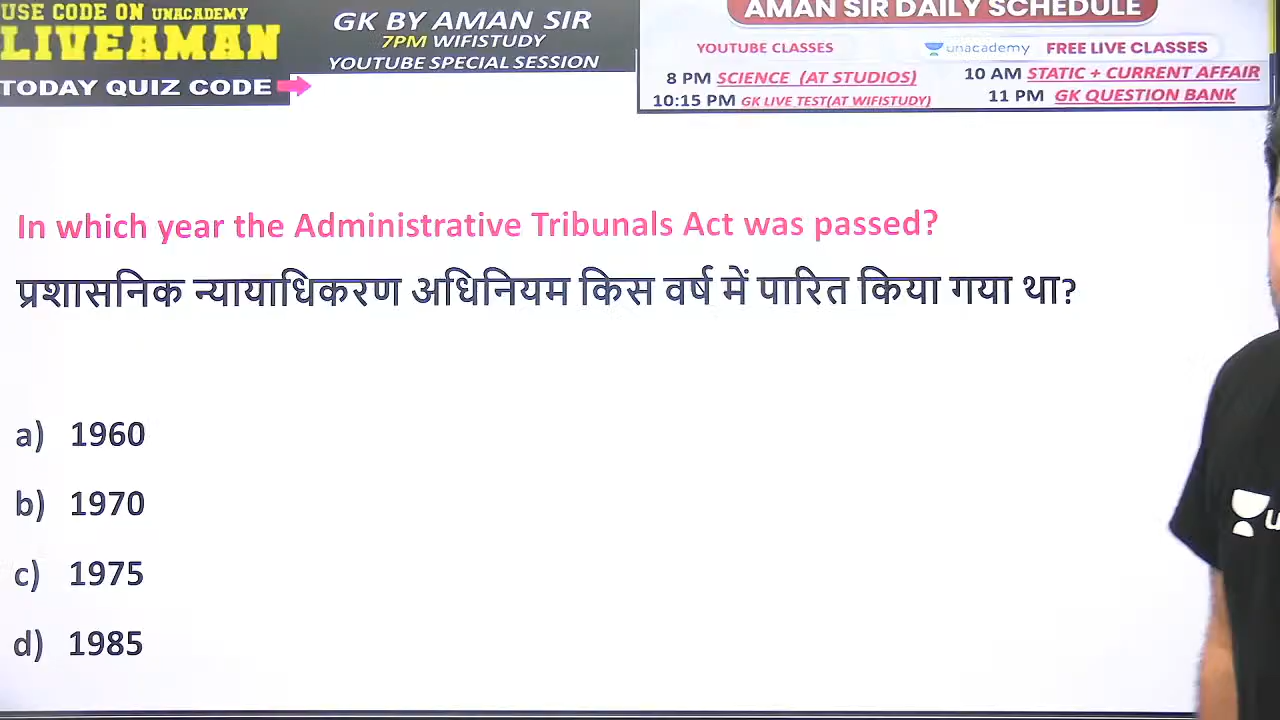 USE CODE ON UNACADEMY
LIVEAMAN
TODAY QUIZ CODE
GK BY AMAN SIR
7PM WIFISTUDY
YOUTUBE SPECIAL SESSION
AMAN SIR DAILY SCHEDULE
YOUTUBE CLASSES
unacademy FREE LIVE CLASSES
8 PM SCIENCE (AT STUDIOS)
10 AM STATIC + CURRENT AFFAIR
10:15 PM GK LIVE TEST(AT WIFISTUDY)
11 PM GK QUESTION BANK
In which year the Administrative Tribunals Act was passed?
प्रशासनिक न्यायाधिकरण अधिनियम किस वर्ष में पारित किया गया था?
a) 1960
b) 1970
c) 1975
d) 1985